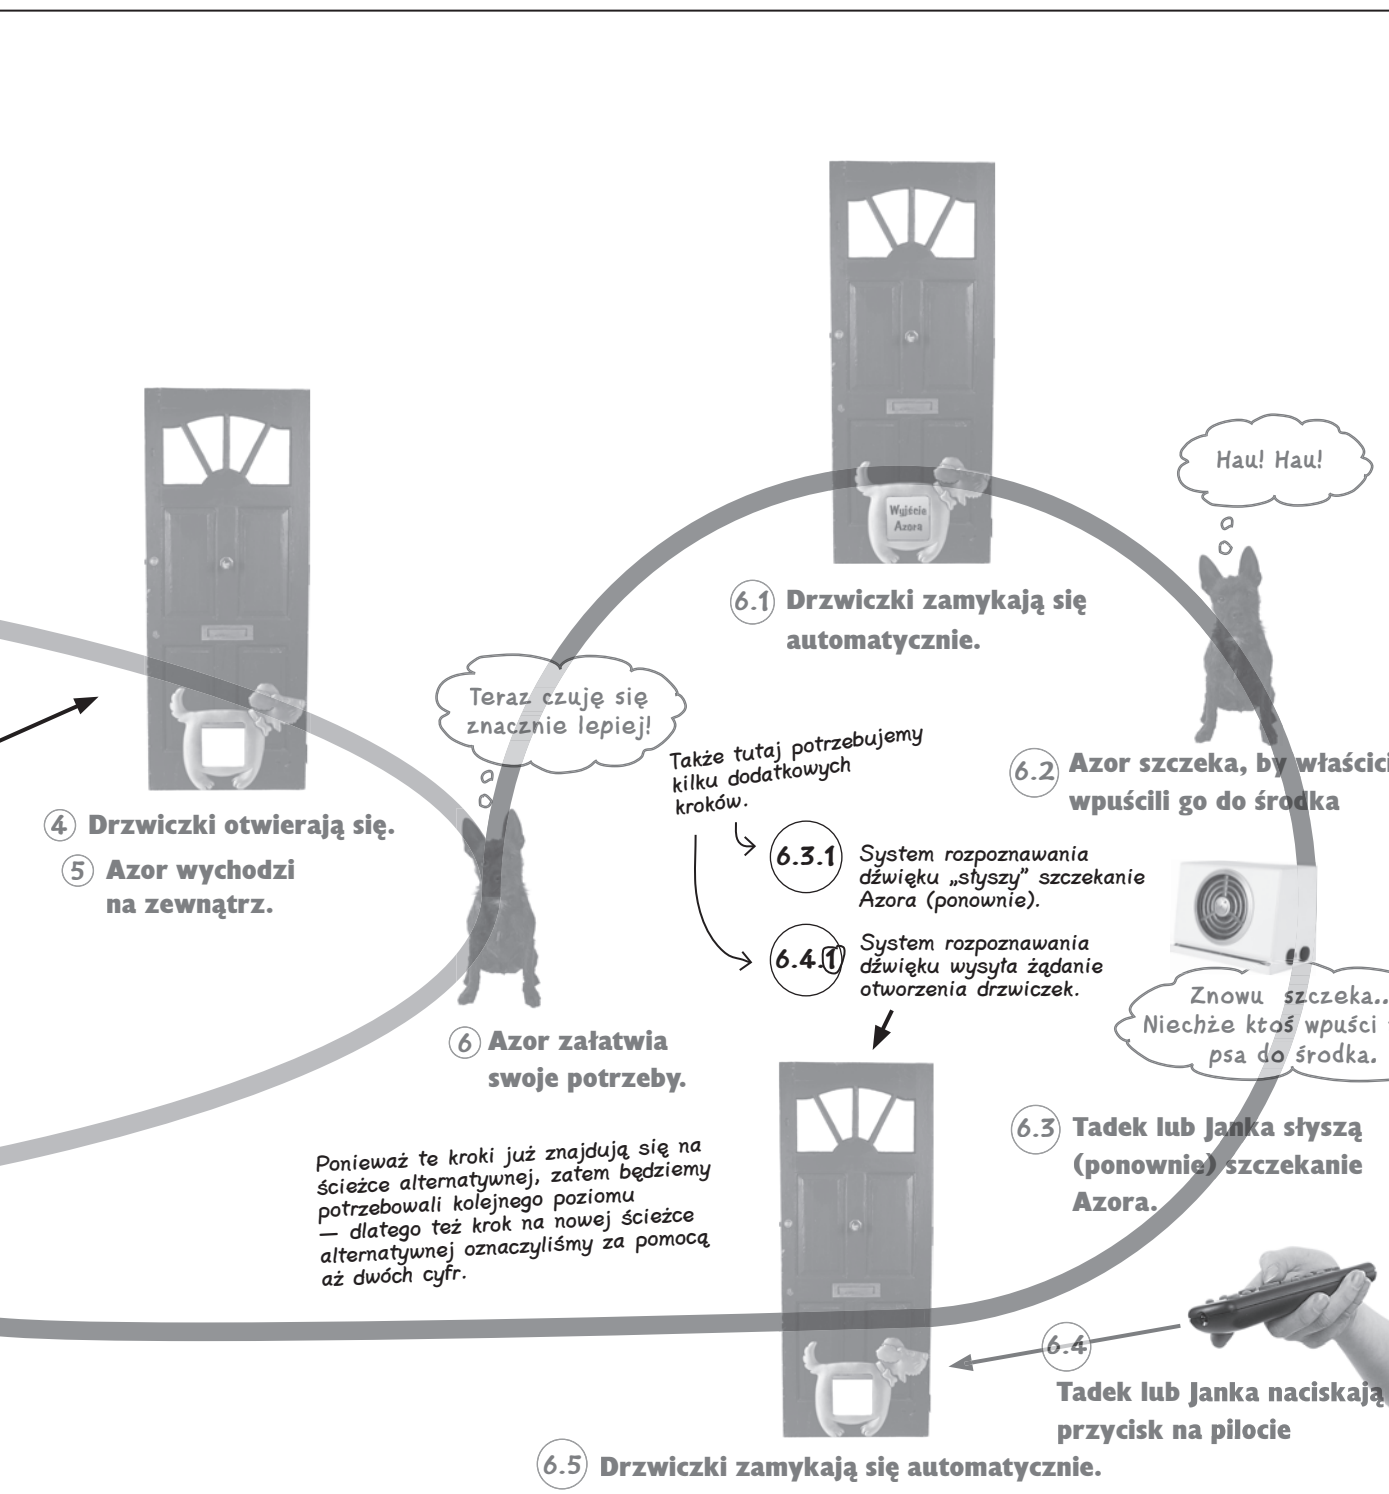 Hau! Hau!
Wyjście
Azora
6.1 Drzwiczki zamykają się
automatycznie.
Teraz czuję się
znacznie lepiej!
Także tutaj potrzebujemy
kilku dodatkowych
kroków.
6.2 Azor szczeka, by właścici
wpuścili go do środka
4 Drzwiczki otwierają się.
5 Azor wychodzi
na zewnątrz.
6.3.1 System rozpoznawania
dźwięku „słyszy” szczekanie
Azora (ponownie).
6.4.1 System rozpoznawania
dźwięku wysyła żądanie
otworzenia drzwiczek.
Znowu szczeka..
Niechże ktoś wpuści
psa do środka.
6 Azor załatwia
swoje potrzeby.
6.3 Tadek lub Janka słyszą
(ponownie) szczekanie
Azora.
Ponieważ te kroki już znajdują się na
ścieżce alternatywnej, zatem będziemy
potrzebowali kolejnego poziomu
— dlatego też krok na nowej ścieżce
alternatywnej oznaczyliśmy za pomocą
aż dwóch cyfr.
6.4
Tadek lub Janka naciskają
przycisk na pilocie
6.5 Drzwiczki zamykają się automatycznie.